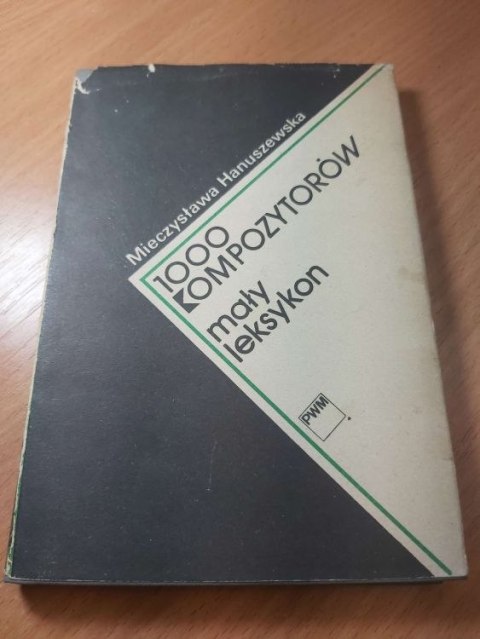 Mieczysława Hanuszewska
1000
KOMPOZYTORÓW
mały
leksykon
PWM